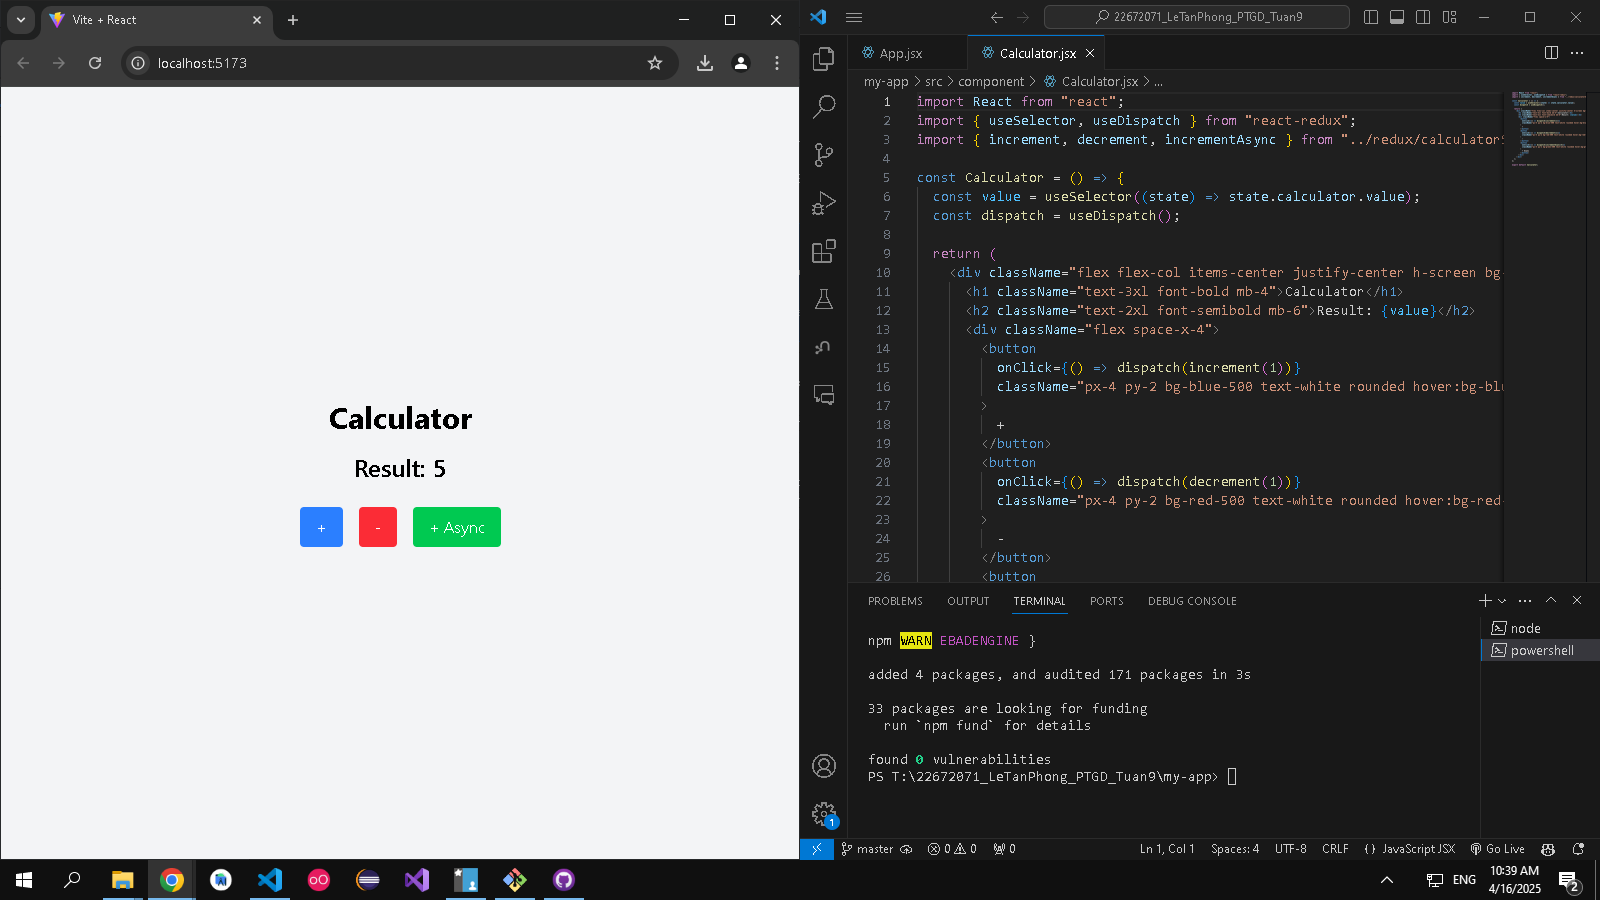 Vite + React
localhost:5173
Calculator
Result: 5
+
-
+ Async
22672071_LeTanPhong_PTGD_Tuan9
App.jsx
Calculator.jsx
my-app > src > component > Calculator.jsx > ...
1 import React from "react";
2 import { useSelector, useDispatch } from "react-redux";
3 import { increment, decrement, incrementAsync } from "../redux/calculator
4
5 const Calculator = () => {
6 const value = useSelector((state) => state.calculator.value);
7 const dispatch = useDispatch();
8
9 return (
10 <div className="flex flex-col items-center justify-center h-screen bg-
11 <h1 className="text-3xl font-bold mb-4">Calculator</h1>
12 <h2 className="text-2xl font-semibold mb-6">Result: {value}</h2>
13 <div className="flex space-x-4">
14 <button
15 onClick={() => dispatch(increment(1))}
16 className="px-4 py-2 bg-blue-500 text-white rounded hover:bg-bl
17 >
18 +
19 </button>
20 <button
21 onClick={() => dispatch(decrement(1))}
22 className="px-4 py-2 bg-red-500 text-white rounded hover:bg-red-
23 >
24 -
25 </button>
26 <button
PROBLEMS OUTPUT TERMINAL PORTS DEBUG CONSOLE
npm WARN EBADENGINE }
added 4 packages, and audited 171 packages in 3s
33 packages are looking for funding
run `npm fund` for details
found 0 vulnerabilities
PS T:\22672071_LeTanPhong_PTGD_Tuan9\my-app>
node
powershell
1
master
0 0
0
Ln 1, Col 1 Spaces: 4 UTF-8 CRLF {} JavaScript JSX Go Live
ENG
10:39 AM
4/16/2025
2